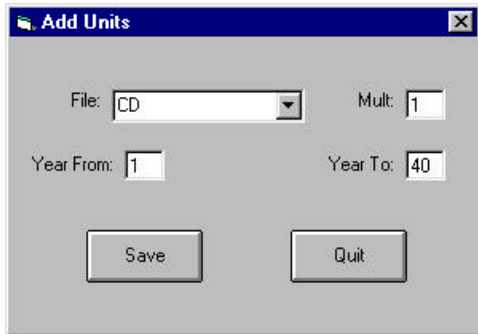 Add Units
File: CD Mult: 1
Year From: 1 Year To: 40
Save Quit